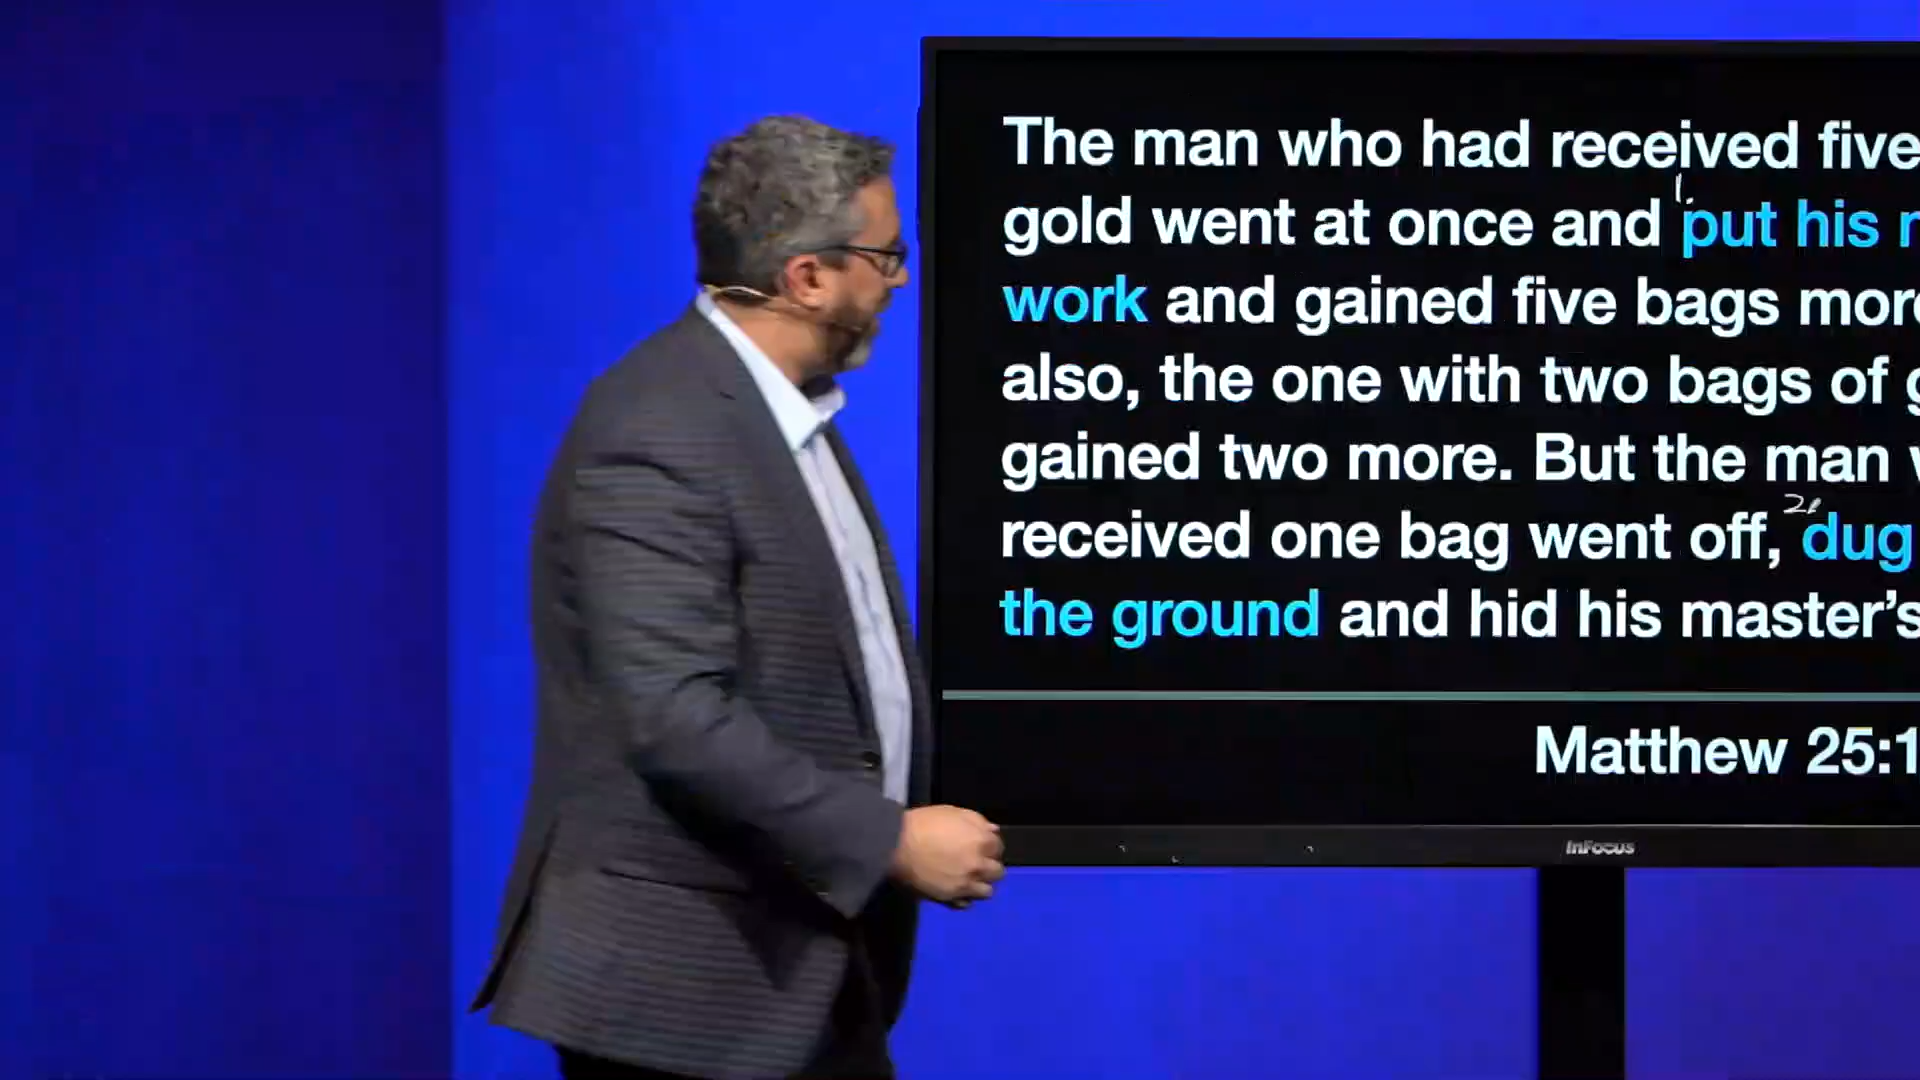 The man who had received five
gold went at once and 1. put his
work and gained five bags more
also, the one with two bags of
gained two more. But the man
received one bag went off, 2. dug
the ground and hid his master's
Matthew 25:1
InFocus